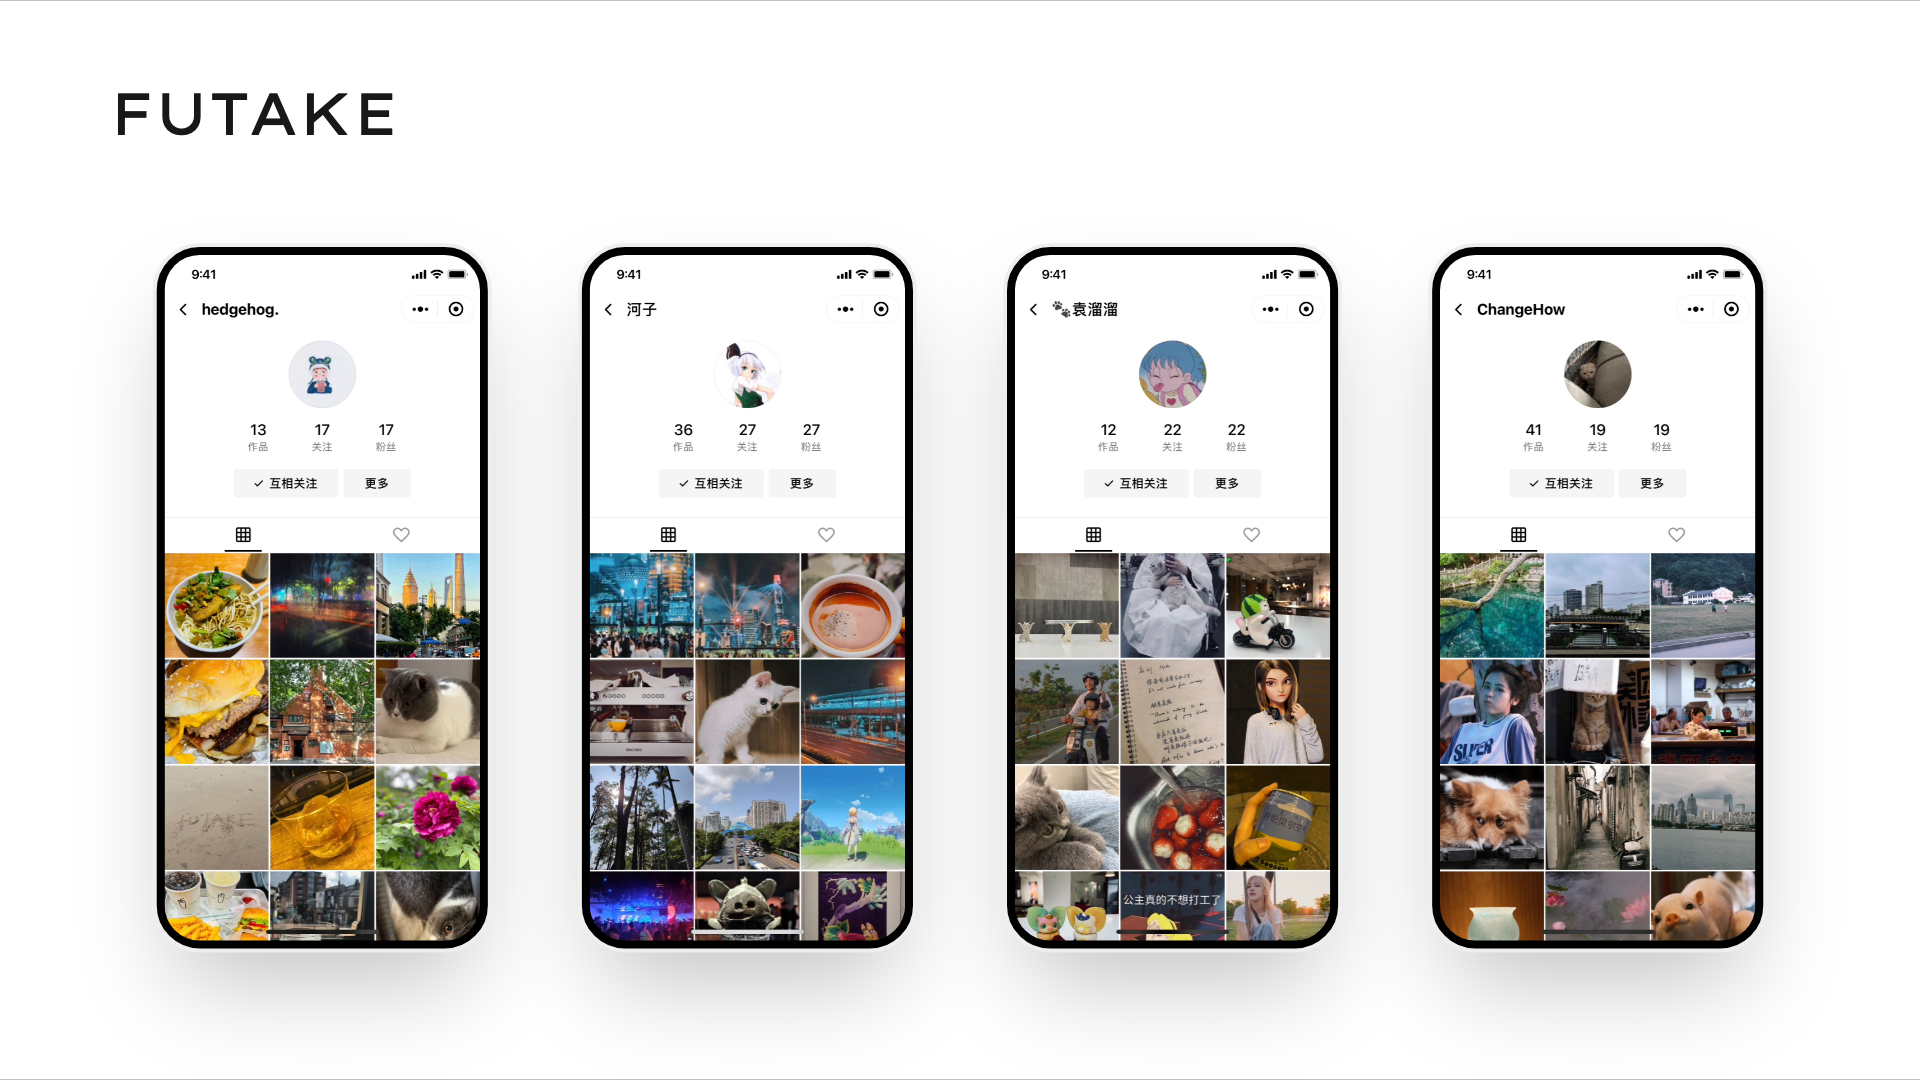 FUTAKE
9:41
hedgehog.
13 17 17
作品 关注 粉丝
互相关注 更多
FUTAKE
9:41
河子
36 27 27
作品 关注 粉丝
互相关注 更多
9:41
🐾袁溜溜
12 22 22
作品 关注 粉丝
互相关注 更多
公主真的不想打工了
9:41
ChangeHow
41 19 19
作品 关注 粉丝
互相关注 更多